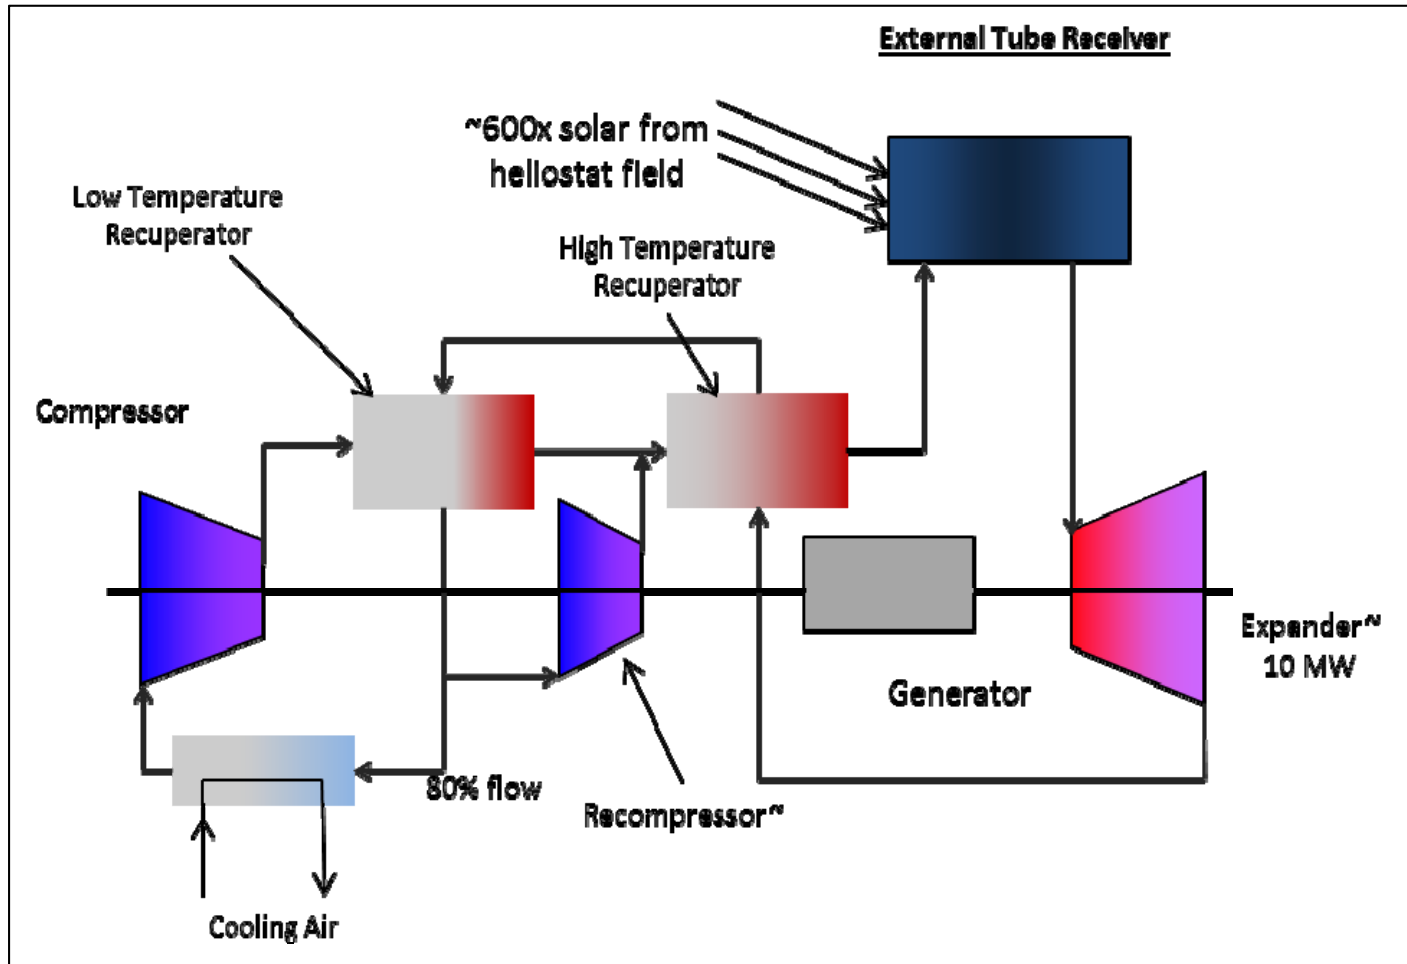 External Tube Receiver
~600x solar from
heliostat field
Low Temperature
Recuperator
High Temperature
Recuperator
Compressor
Expander~
10 MW
Generator
80% flow
Recompressor~
Cooling Air